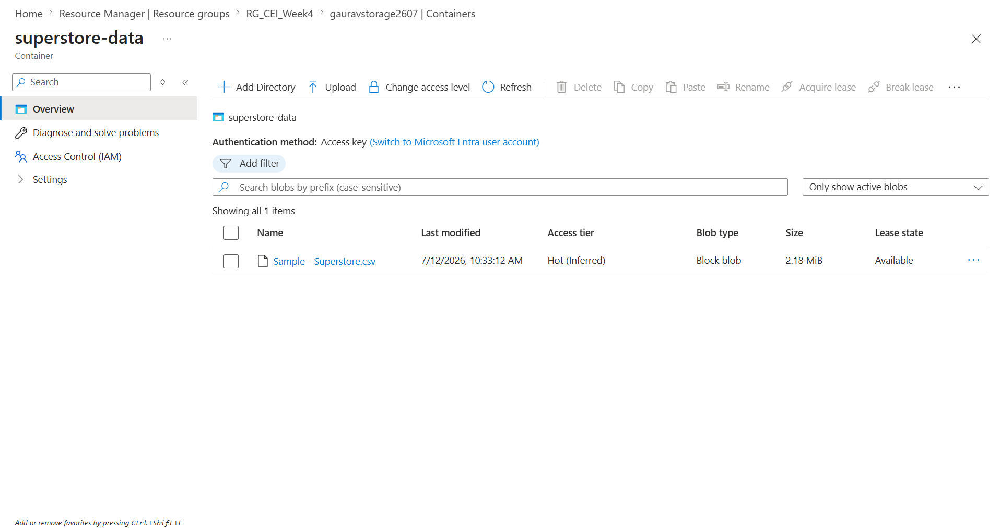 Home > Resource Manager | Resource groups > RG_CEI_Week4 > gauravstorage2607 | Containers
superstore-data ...
Container
Search
Overview
Diagnose and solve problems
Access Control (IAM)
Settings
Add Directory Upload Change access level Refresh Delete Copy Paste Rename Acquire lease Break lease ...
superstore-data
Authentication method: Access key (Switch to Microsoft Entra user account)
Add filter
Search blobs by prefix (case-sensitive) Only show active blobs
Showing all 1 items
Name Last modified Access tier Blob type Size Lease state
Sample - Superstore.csv 7/12/2026, 10:33:12 AM Hot (Inferred) Block blob 2.18 MiB Available ...
Add or remove favorites by pressing Ctrl+Shift+F